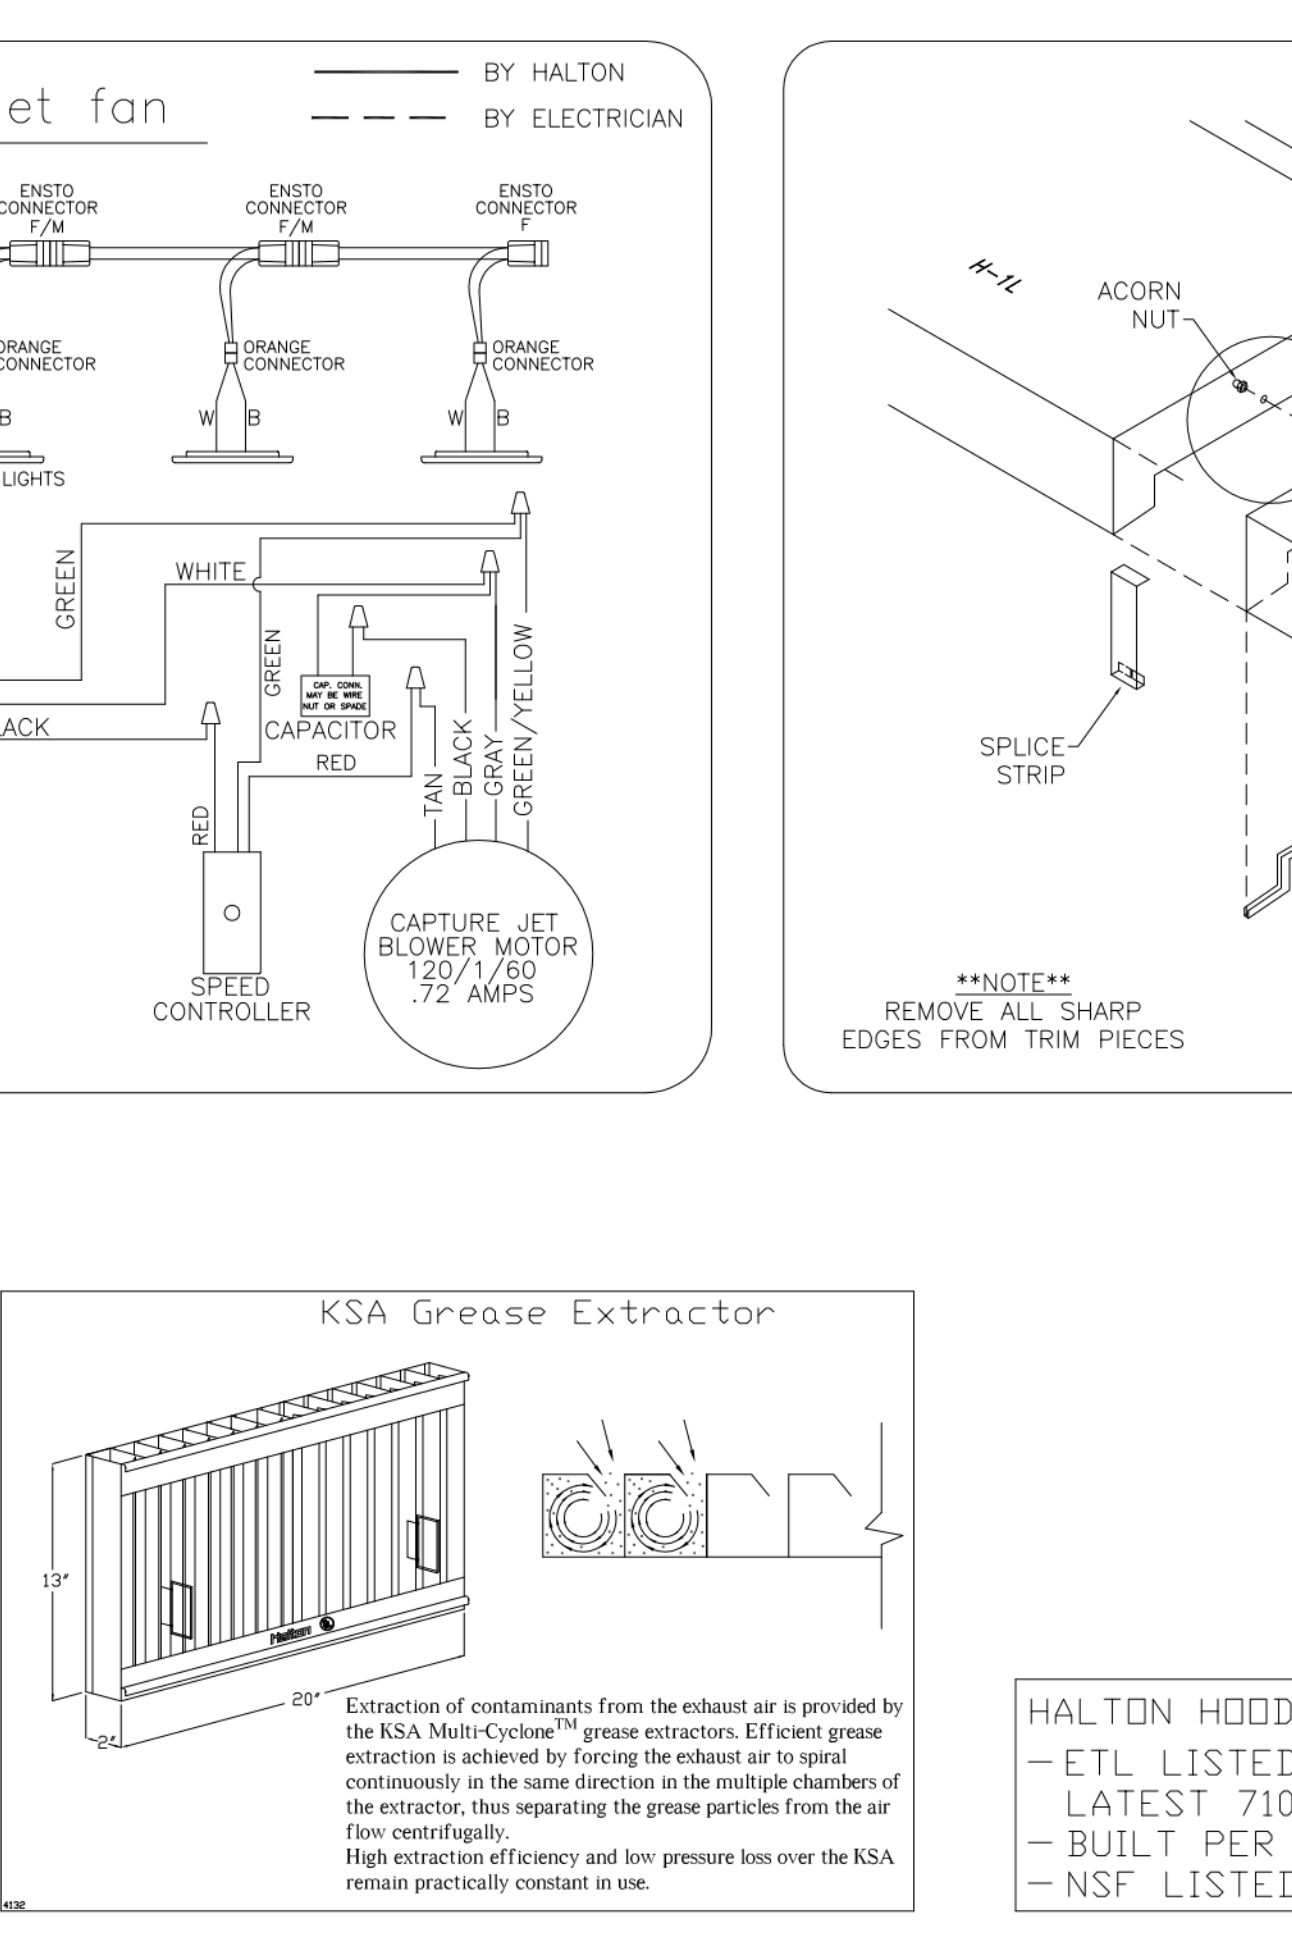 et fan
BY HALTON
BY ELECTRICIAN
ENSTO
CONNECTOR
F/M
ENSTO
CONNECTOR
F/M
ENSTO
CONNECTOR
F
ORANGE
CONNECTOR
ORANGE
CONNECTOR
ORANGE
CONNECTOR
B
W B
W B
LIGHTS
GREEN
WHITE
GREEN
CAP. CONN.
MAY BE WIRE
NUT OR SPADE
CAPACITOR
ACK
RED
RED
TAN
BLACK
GRAY
GREEN/YELLOW
SPEED
CONTROLLER
CAPTURE JET
BLOWER MOTOR
120/1/60
.72 AMPS
H-1L
ACORN
NUT
SPLICE
STRIP
**NOTE**
REMOVE ALL SHARP
EDGES FROM TRIM PIECES
KSA Grease Extractor
13"
20"
2"
Halton
Extraction of contaminants from the exhaust air is provided by
the KSA Multi-Cyclone™ grease extractors. Efficient grease
extraction is achieved by forcing the exhaust air to spiral
continuously in the same direction in the multiple chambers of
the extractor, thus separating the grease particles from the air
flow centrifugally.
High extraction efficiency and low pressure loss over the KSA
remain practically constant in use.
4132
HALTON HOOD
- ETL LISTED
LATEST 710
- BUILT PER
- NSF LISTED